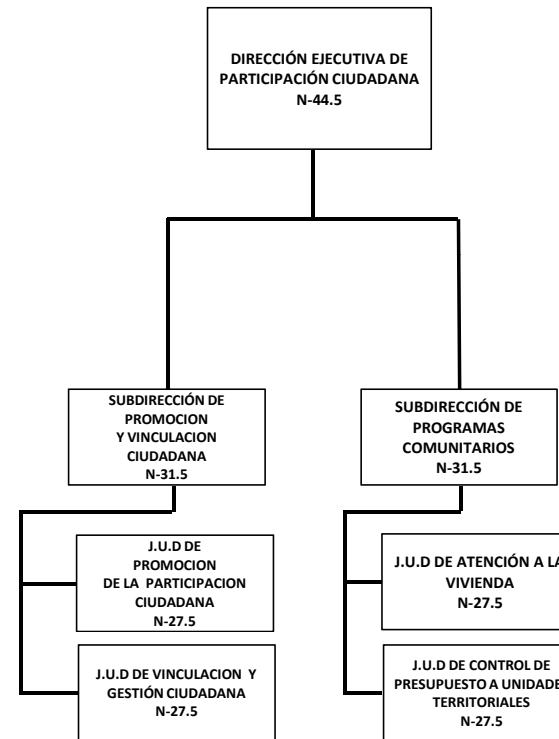 DIRECCIÓN EJECUTIVA DE
PARTICIPACIÓN CIUDADANA
N-44.5
SUBDIRECCIÓN DE
PROMOCION
Y VINCULACION
CIUDADANA
N-31.5
SUBDIRECCIÓN DE
PROGRAMAS
COMUNITARIOS
N-31.5
J.U.D DE
PROMOCION
DE LA PARTICIPACION
CIUDADANA
N-27.5
J.U.D DE VINCULACION Y
GESTIÓN CIUDADANA
N-27.5
J.U.D DE ATENCIÓN A LA
VIVIENDA
N-27.5
J.U.D DE CONTROL DE
PRESUPUESTO A UNIDADE
TERRITORIALES
N-27.5